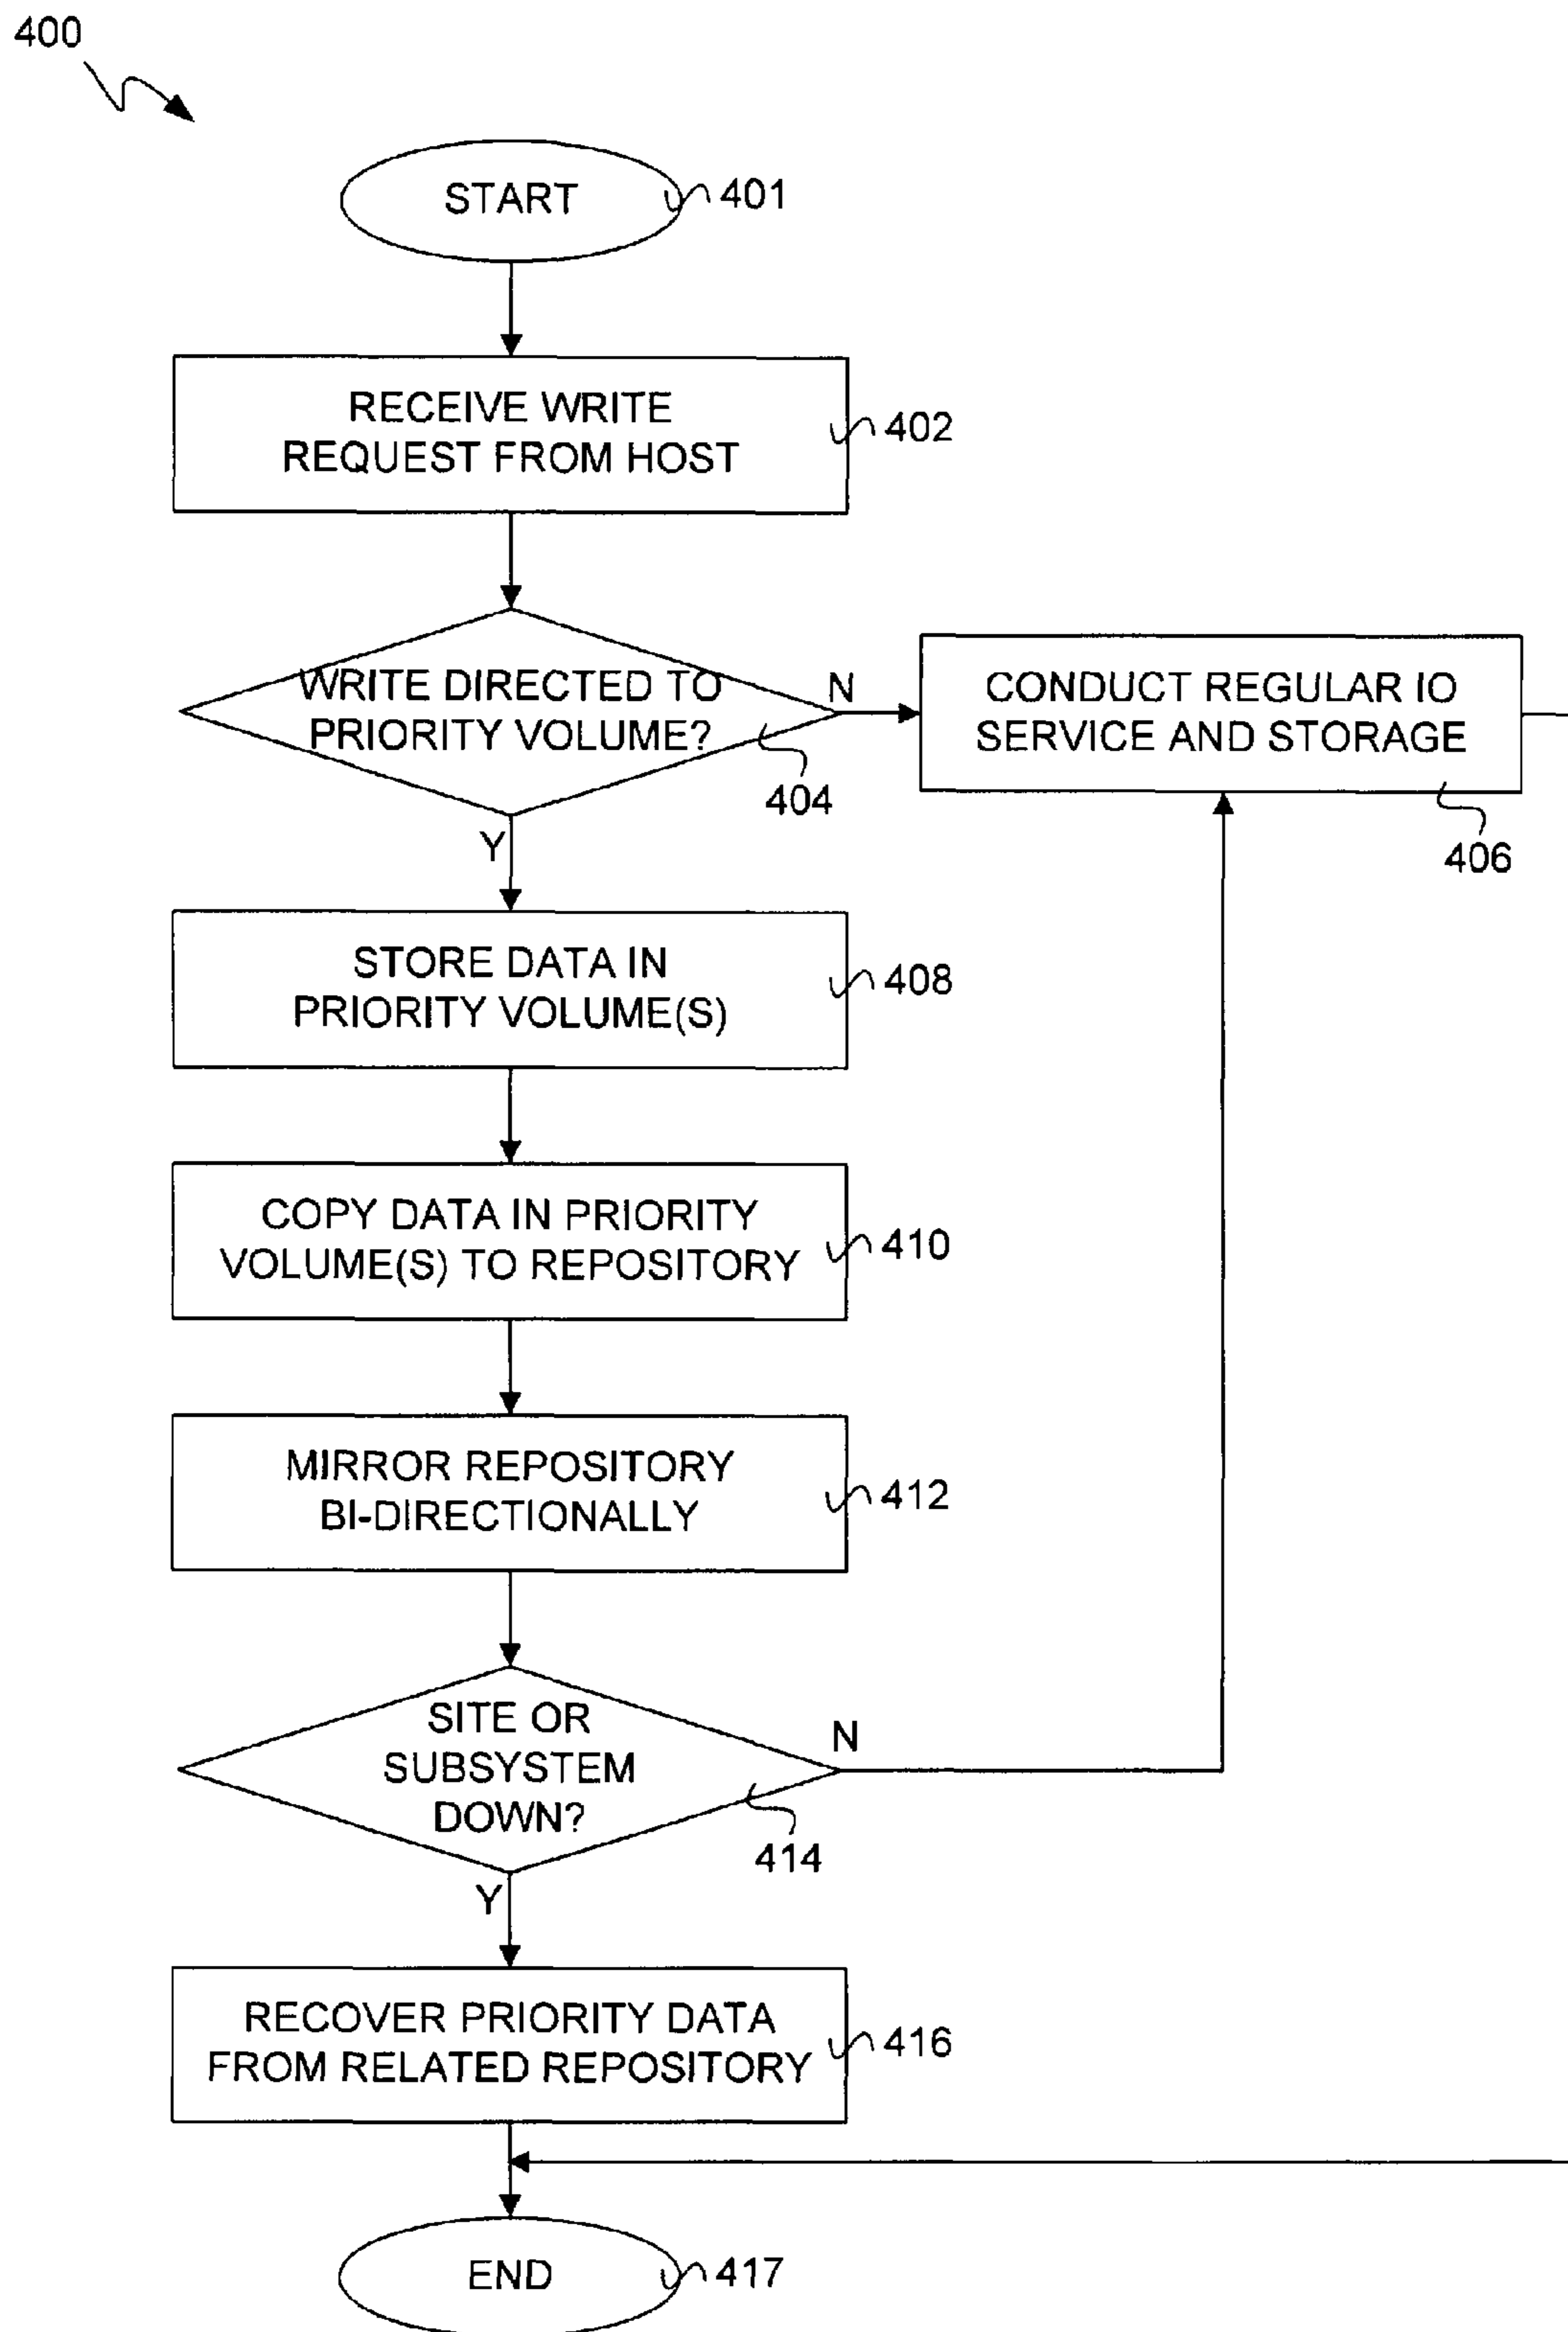 400
START
401
RECEIVE WRITE
REQUEST FROM HOST
402
WRITE DIRECTED TO
PRIORITY VOLUME?
404
N
CONDUCT REGULAR IO
SERVICE AND STORAGE
406
Y
STORE DATA IN
PRIORITY VOLUME(S)
408
COPY DATA IN PRIORITY
VOLUME(S) TO REPOSITORY
410
MIRROR REPOSITORY
BI-DIRECTIONALLY
412
SITE OR
SUBSYSTEM
DOWN?
414
N
Y
RECOVER PRIORITY DATA
FROM RELATED REPOSITORY
416
END
417